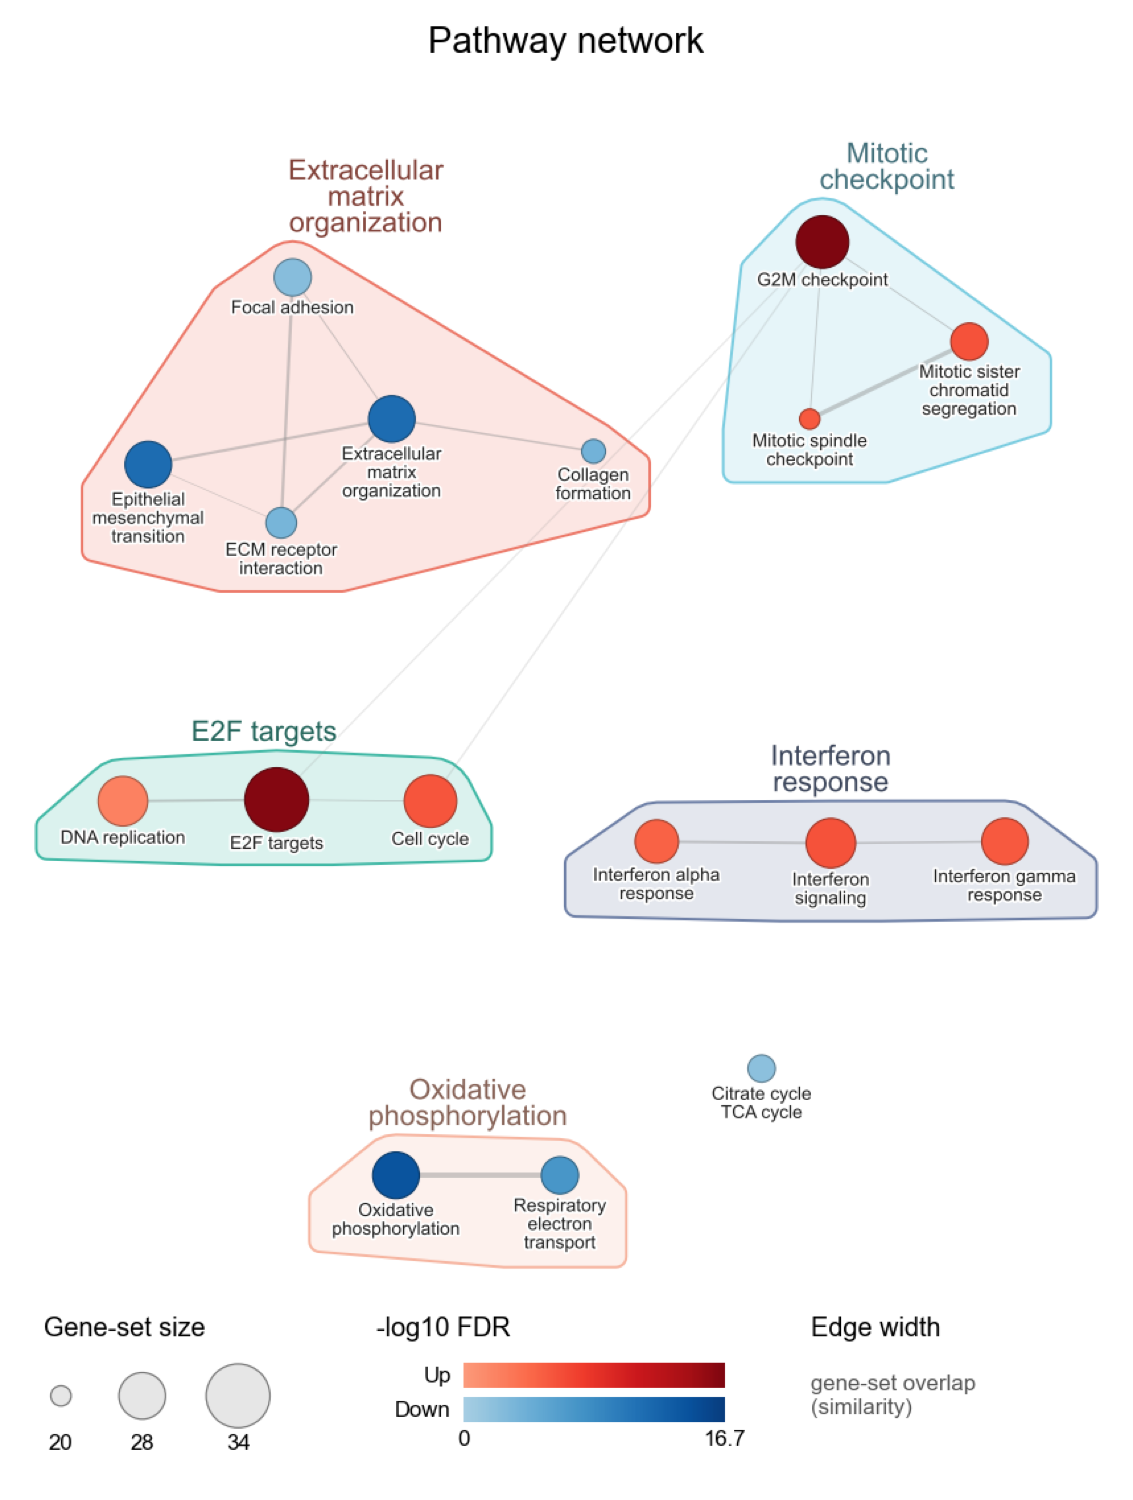 Pathway network
Extracellular
matrix
organization
Mitotic
checkpoint
Focal adhesion
G2M checkpoint
Mitotic sister
chromatid
segregation
Mitotic spindle
checkpoint
Extracellular
matrix
organization
Collagen
formation
Epithelial
mesenchymal
transition
ECM receptor
interaction
E2F targets
DNA replication
E2F targets
Cell cycle
Interferon
response
Interferon alpha
response
Interferon
signaling
Interferon gamma
response
Citrate cycle
TCA cycle
Oxidative
phosphorylation
Oxidative
phosphorylation
Respiratory
electron
transport
Gene-set size
20 28 34
-log10 FDR
Up
Down
0 16.7
Edge width
gene-set overlap
(similarity)